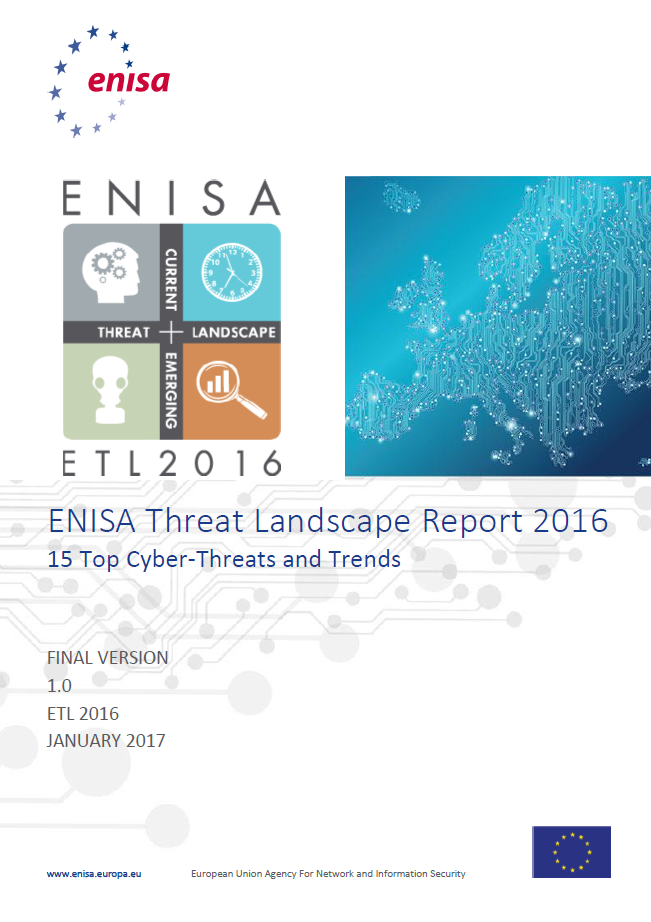 enisa
ENISA
CURRENT
THREAT
LANDSCAPE
EMERGING
ETL2016
ENISA Threat Landscape Report 2016
15 Top Cyber-Threats and Trends
FINAL VERSION
1.0
ETL 2016
JANUARY 2017
www.enisa.europa.eu
European Union Agency For Network and Information Security